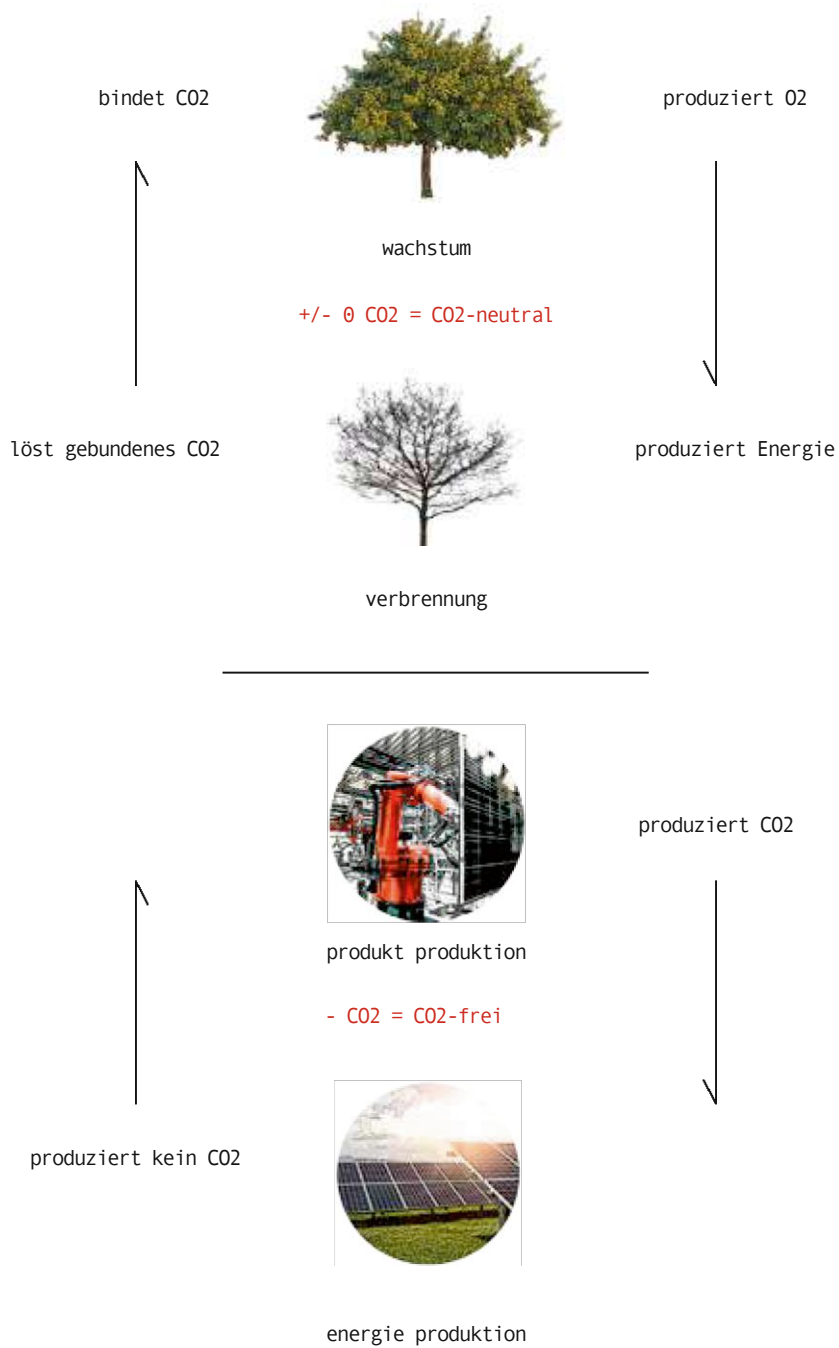 bindet CO2
produziert O2
wachstum
+/- 0 CO2 = CO2-neutral
löst gebundenes CO2
produziert Energie
verbrennung
produziert CO2
produkt produktion
- CO2 = CO2-frei
produziert kein CO2
energie produktion